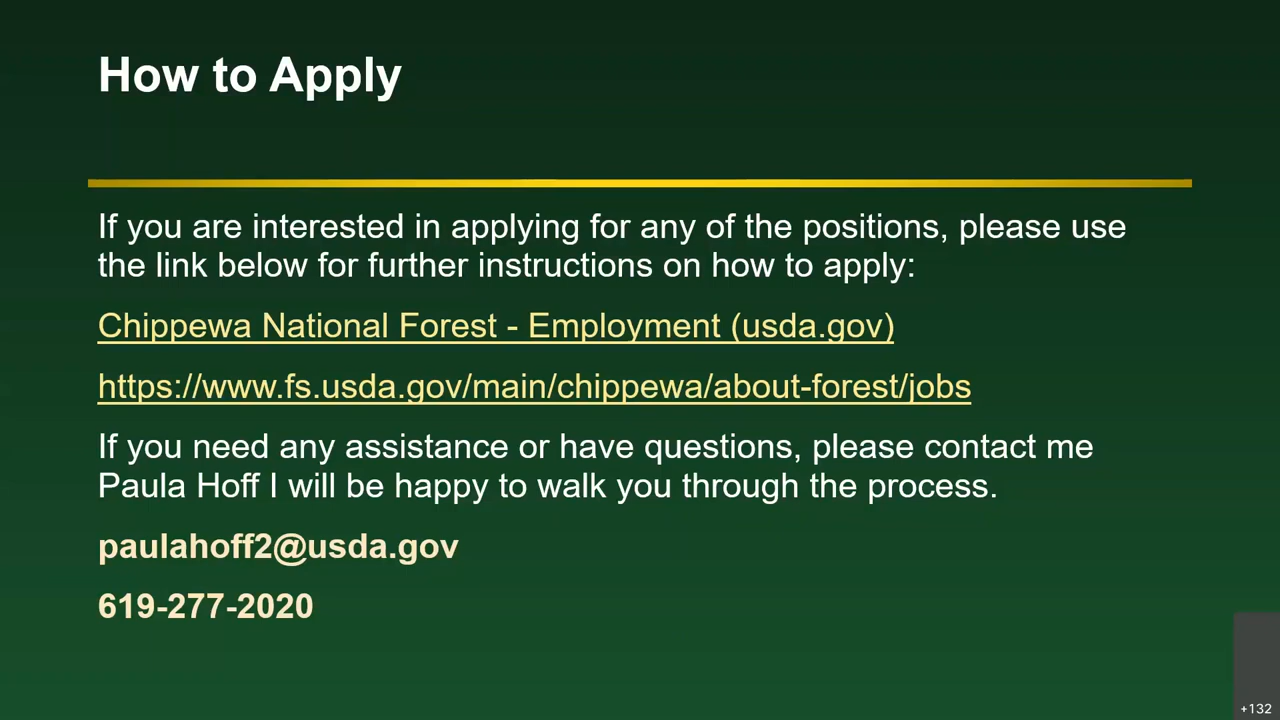 How to Apply
If you are interested in applying for any of the positions, please use
the link below for further instructions on how to apply:
Chippewa National Forest - Employment (usda.gov)
https://www.fs.usda.gov/main/chippewa/about-forest/jobs
If you need any assistance or have questions, please contact me
Paula Hoff I will be happy to walk you through the process.
paulahoff2@usda.gov
619-277-2020
+132